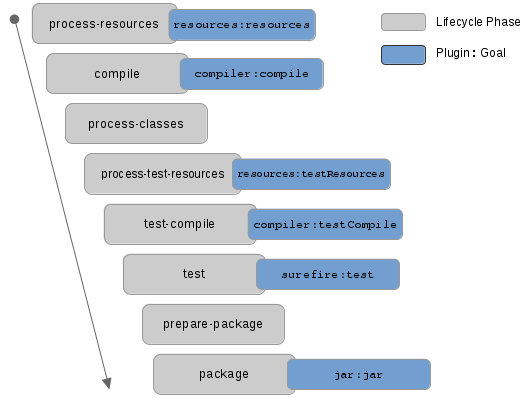 process-resources resources:resources
Lifecycle Phase
Plugin: Goal
compile compiler:compile
process-classes
process-test-resources resources:testResources
test-compile compiler:testCompile
test surefire:test
prepare-package
package jar:jar